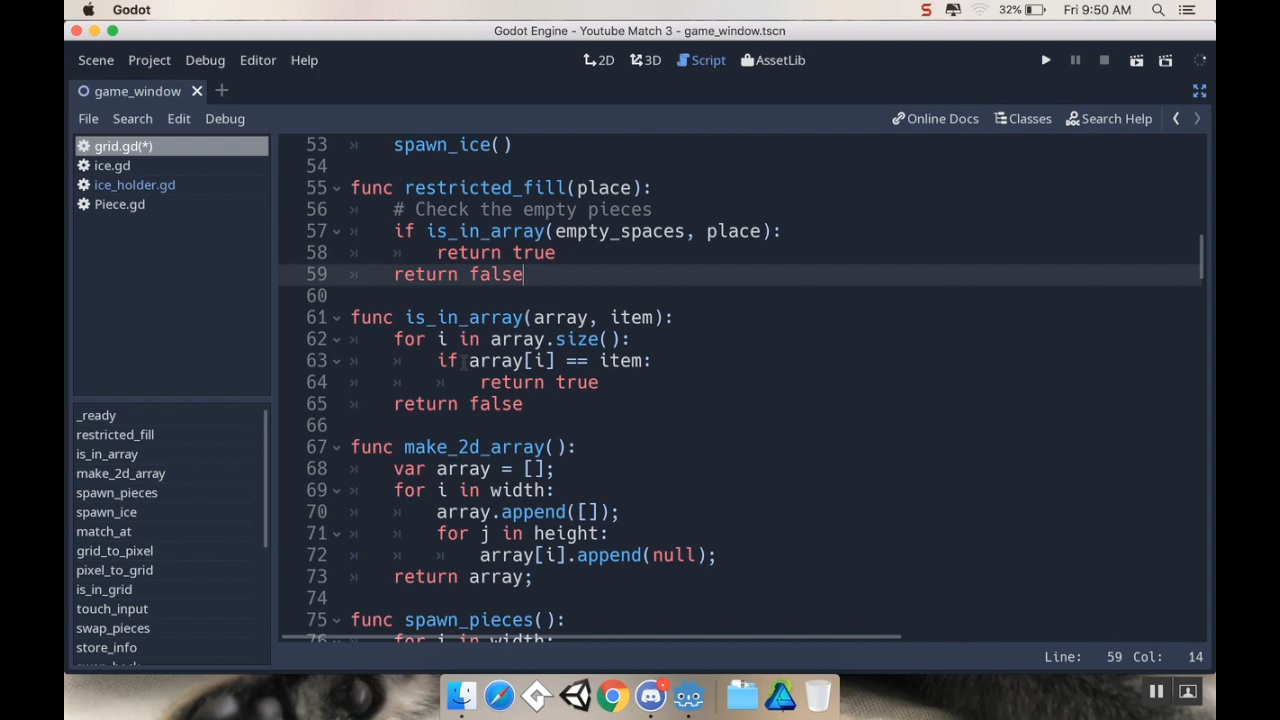 Godot
32%
Fri 9:50 AM
Godot Engine - Youtube Match 3 - game_window.tscn
Scene Project Debug Editor Help
2D 3D Script AssetLib
game_window
File Search Edit Debug
Online Docs Classes Search Help
grid.gd(*)
ice.gd
ice_holder.gd
Piece.gd
_ready
restricted_fill
is_in_array
make_2d_array
spawn_pieces
spawn_ice
match_at
grid_to_pixel
pixel_to_grid
is_in_grid
touch_input
swap_pieces
store_info
swap_back
53 spawn_ice()
54
55 func restricted_fill(place):
56 # Check the empty pieces
57 if is_in_array(empty_spaces, place):
58 return true
59 return false
60
61 func is_in_array(array, item):
62 for i in array.size():
63 if array[i] == item:
64 return true
65 return false
66
67 func make_2d_array():
68 var array = [];
69 for i in width:
70 array.append([]);
71 for j in height:
72 array[i].append(null);
73 return array;
74
75 func spawn_pieces():
76 for i in width:
Line: 59 Col: 14